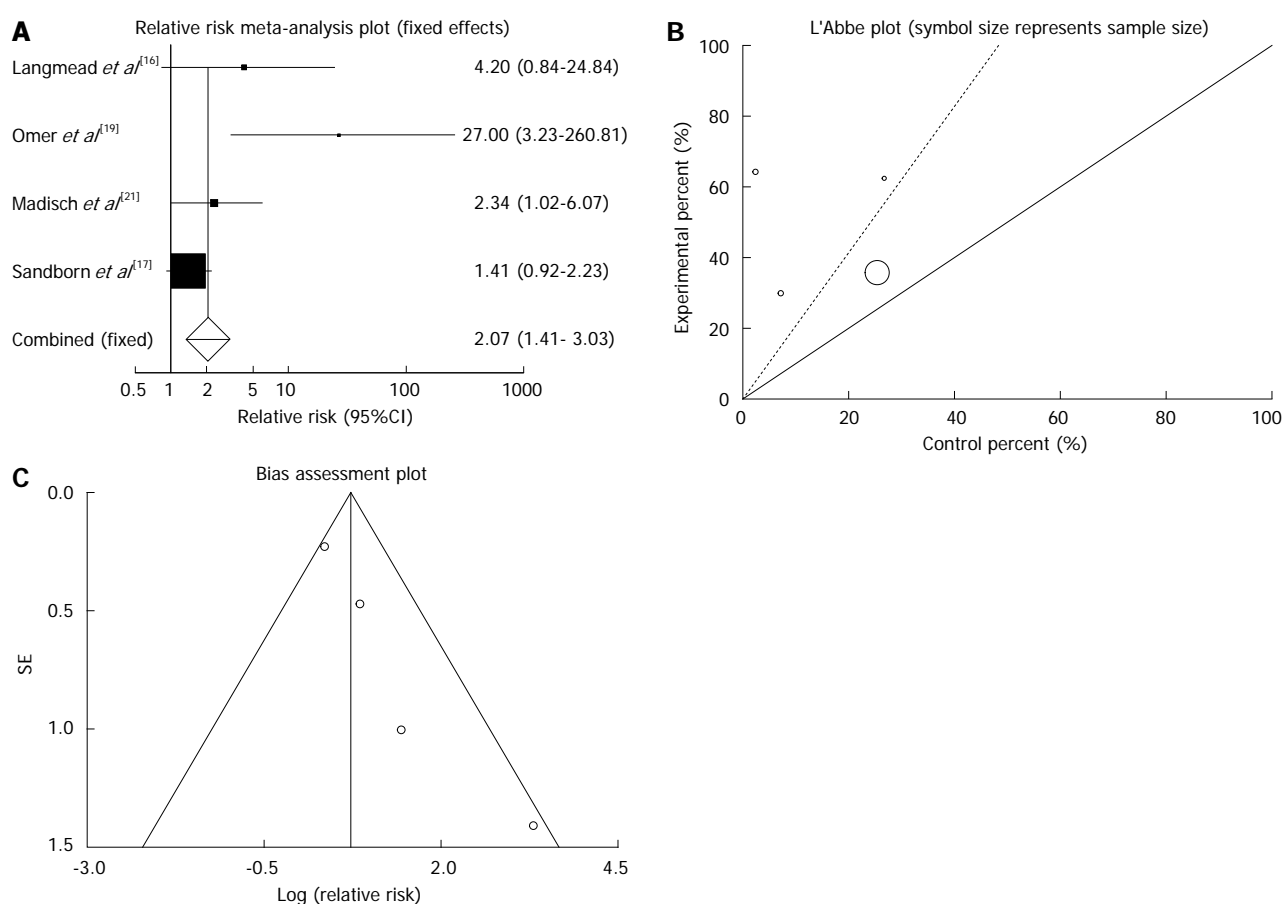 A
Relative risk meta-analysis plot (fixed effects)
Langmead et al[16] 4.20 (0.84-24.84)
Omer et al[19] 27.00 (3.23-260.81)
Madisch et al[21] 2.34 (1.02-6.07)
Sandborn et al[17] 1.41 (0.92-2.23)
Combined (fixed) 2.07 (1.41- 3.03)
0.5 1 2 5 10 100 1000
Relative risk (95%CI)
B
L'Abbe plot (symbol size represents sample size)
Experimental percent (%)
100
80
60
40
20
0
0 20 40 60 80 100
Control percent (%)
C
Bias assessment plot
SE
0.0
0.5
1.0
1.5
-3.0 -0.5 2.0 4.5
Log (relative risk)